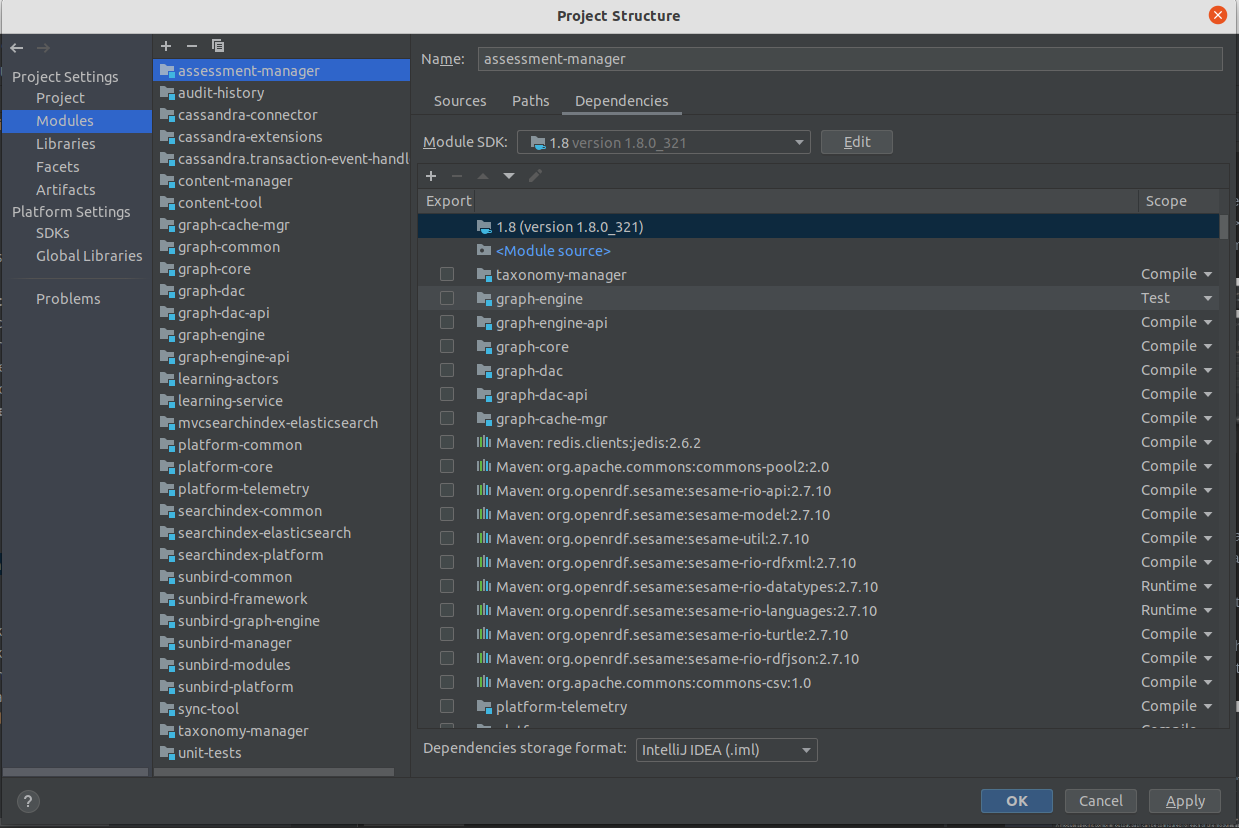 Project Structure
Project Settings
Project
Modules
Libraries
Facets
Artifacts
Platform Settings
SDKs
Global Libraries
Problems
assessment-manager
audit-history
cassandra-connector
cassandra-extensions
cassandra.transaction-event-handl
content-manager
content-tool
graph-cache-mgr
graph-common
graph-core
graph-dac
graph-dac-api
graph-engine
graph-engine-api
learning-actors
learning-service
mvcsearchindex-elasticsearch
platform-common
platform-core
platform-telemetry
searchindex-common
searchindex-elasticsearch
searchindex-platform
sunbird-common
sunbird-framework
sunbird-graph-engine
sunbird-manager
sunbird-modules
sunbird-platform
sync-tool
taxonomy-manager
unit-tests
Name: assessment-manager
Sources Paths Dependencies
Module SDK: 1.8 version 1.8.0_321 Edit
Export Scope
1.8 (version 1.8.0_321)
<Module source>
taxonomy-manager Compile
graph-engine Test
graph-engine-api Compile
graph-core Compile
graph-dac Compile
graph-dac-api Compile
graph-cache-mgr Compile
Maven: redis.clients:jedis:2.6.2 Compile
Maven: org.apache.commons:commons-pool2:2.0 Compile
Maven: org.openrdf.sesame:sesame-rio-api:2.7.10 Compile
Maven: org.openrdf.sesame:sesame-model:2.7.10 Compile
Maven: org.openrdf.sesame:sesame-util:2.7.10 Compile
Maven: org.openrdf.sesame:sesame-rio-rdfxml:2.7.10 Compile
Maven: org.openrdf.sesame:sesame-rio-datatypes:2.7.10 Runtime
Maven: org.openrdf.sesame:sesame-rio-languages:2.7.10 Runtime
Maven: org.openrdf.sesame:sesame-rio-turtle:2.7.10 Compile
Maven: org.openrdf.sesame:sesame-rio-rdfjson:2.7.10 Compile
Maven: org.apache.commons:commons-csv:1.0 Compile
platform-telemetry Compile
Dependencies storage format: IntelliJ IDEA (.iml)
? OK Cancel Apply